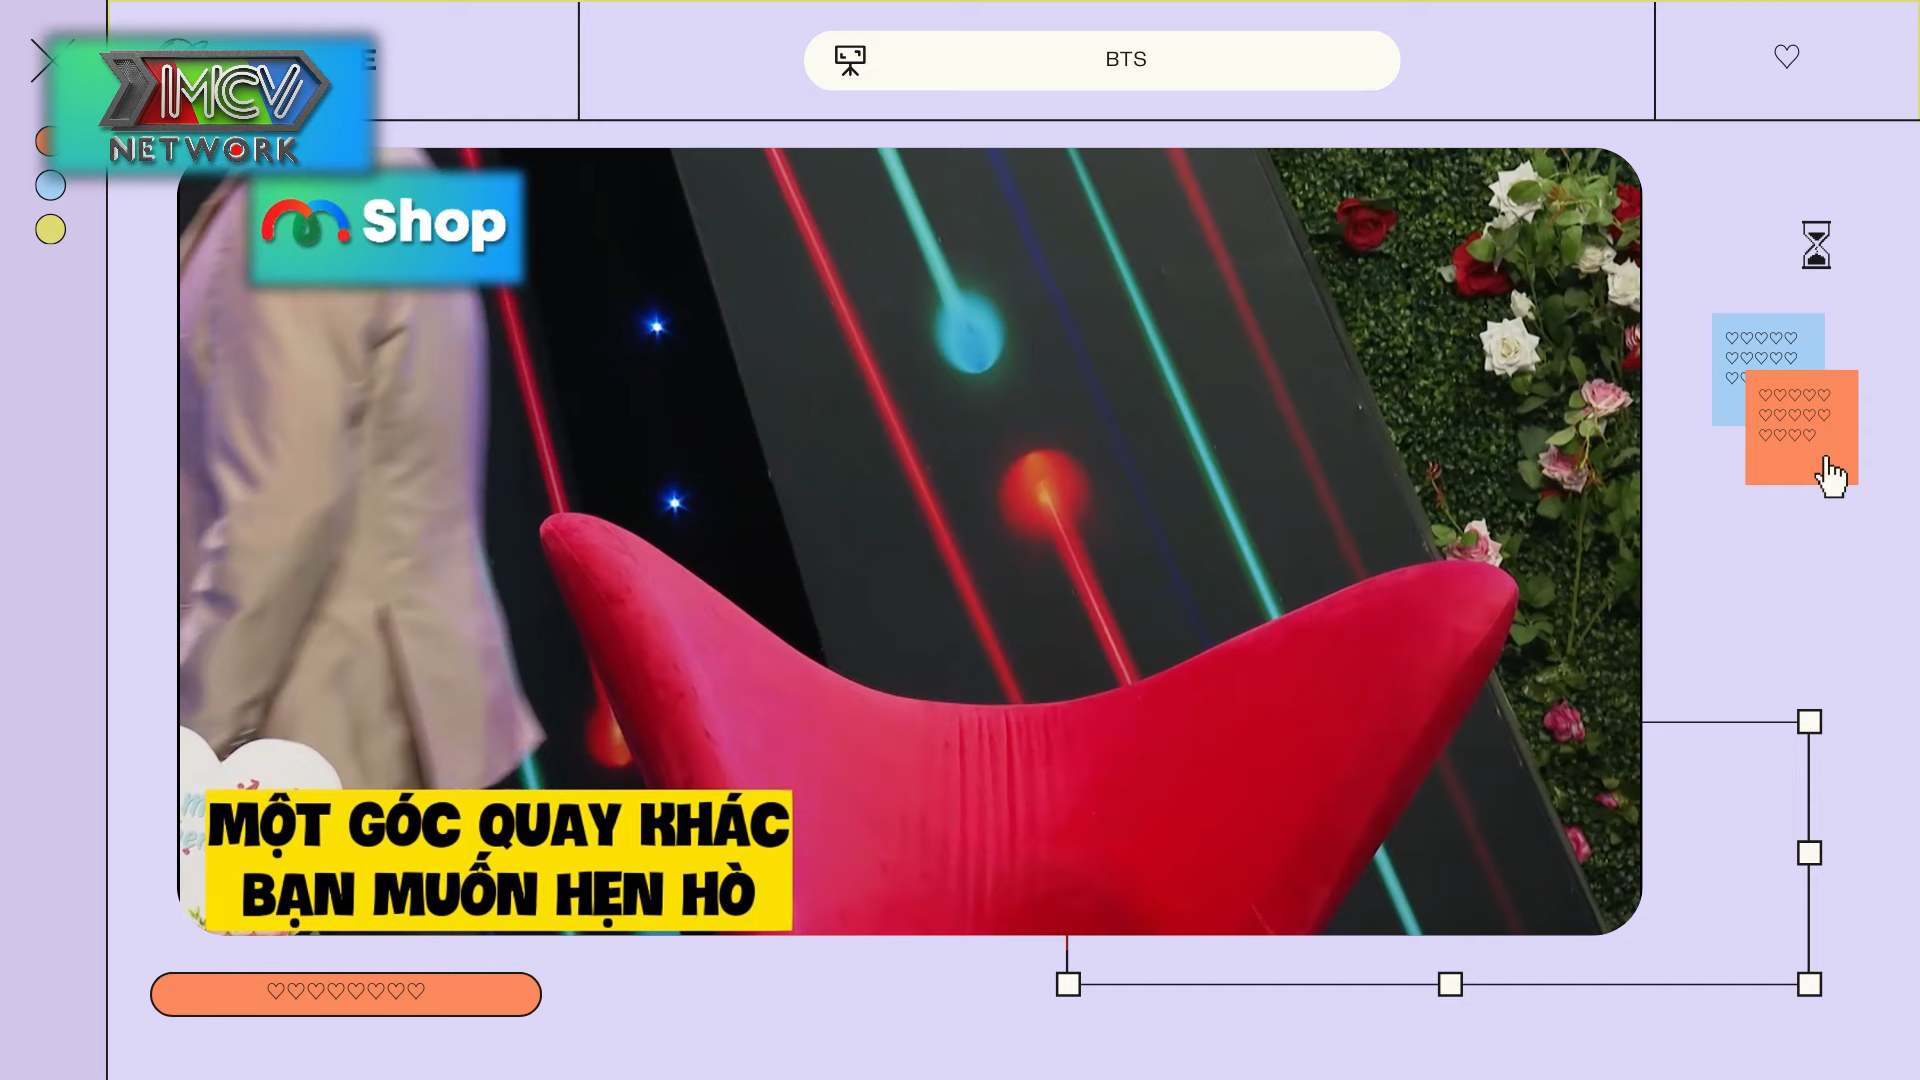 BTS
MCV
NETWORK
Shop
MỘT GÓC QUAY KHÁC
BẠN MUỐN HẸN HÒ